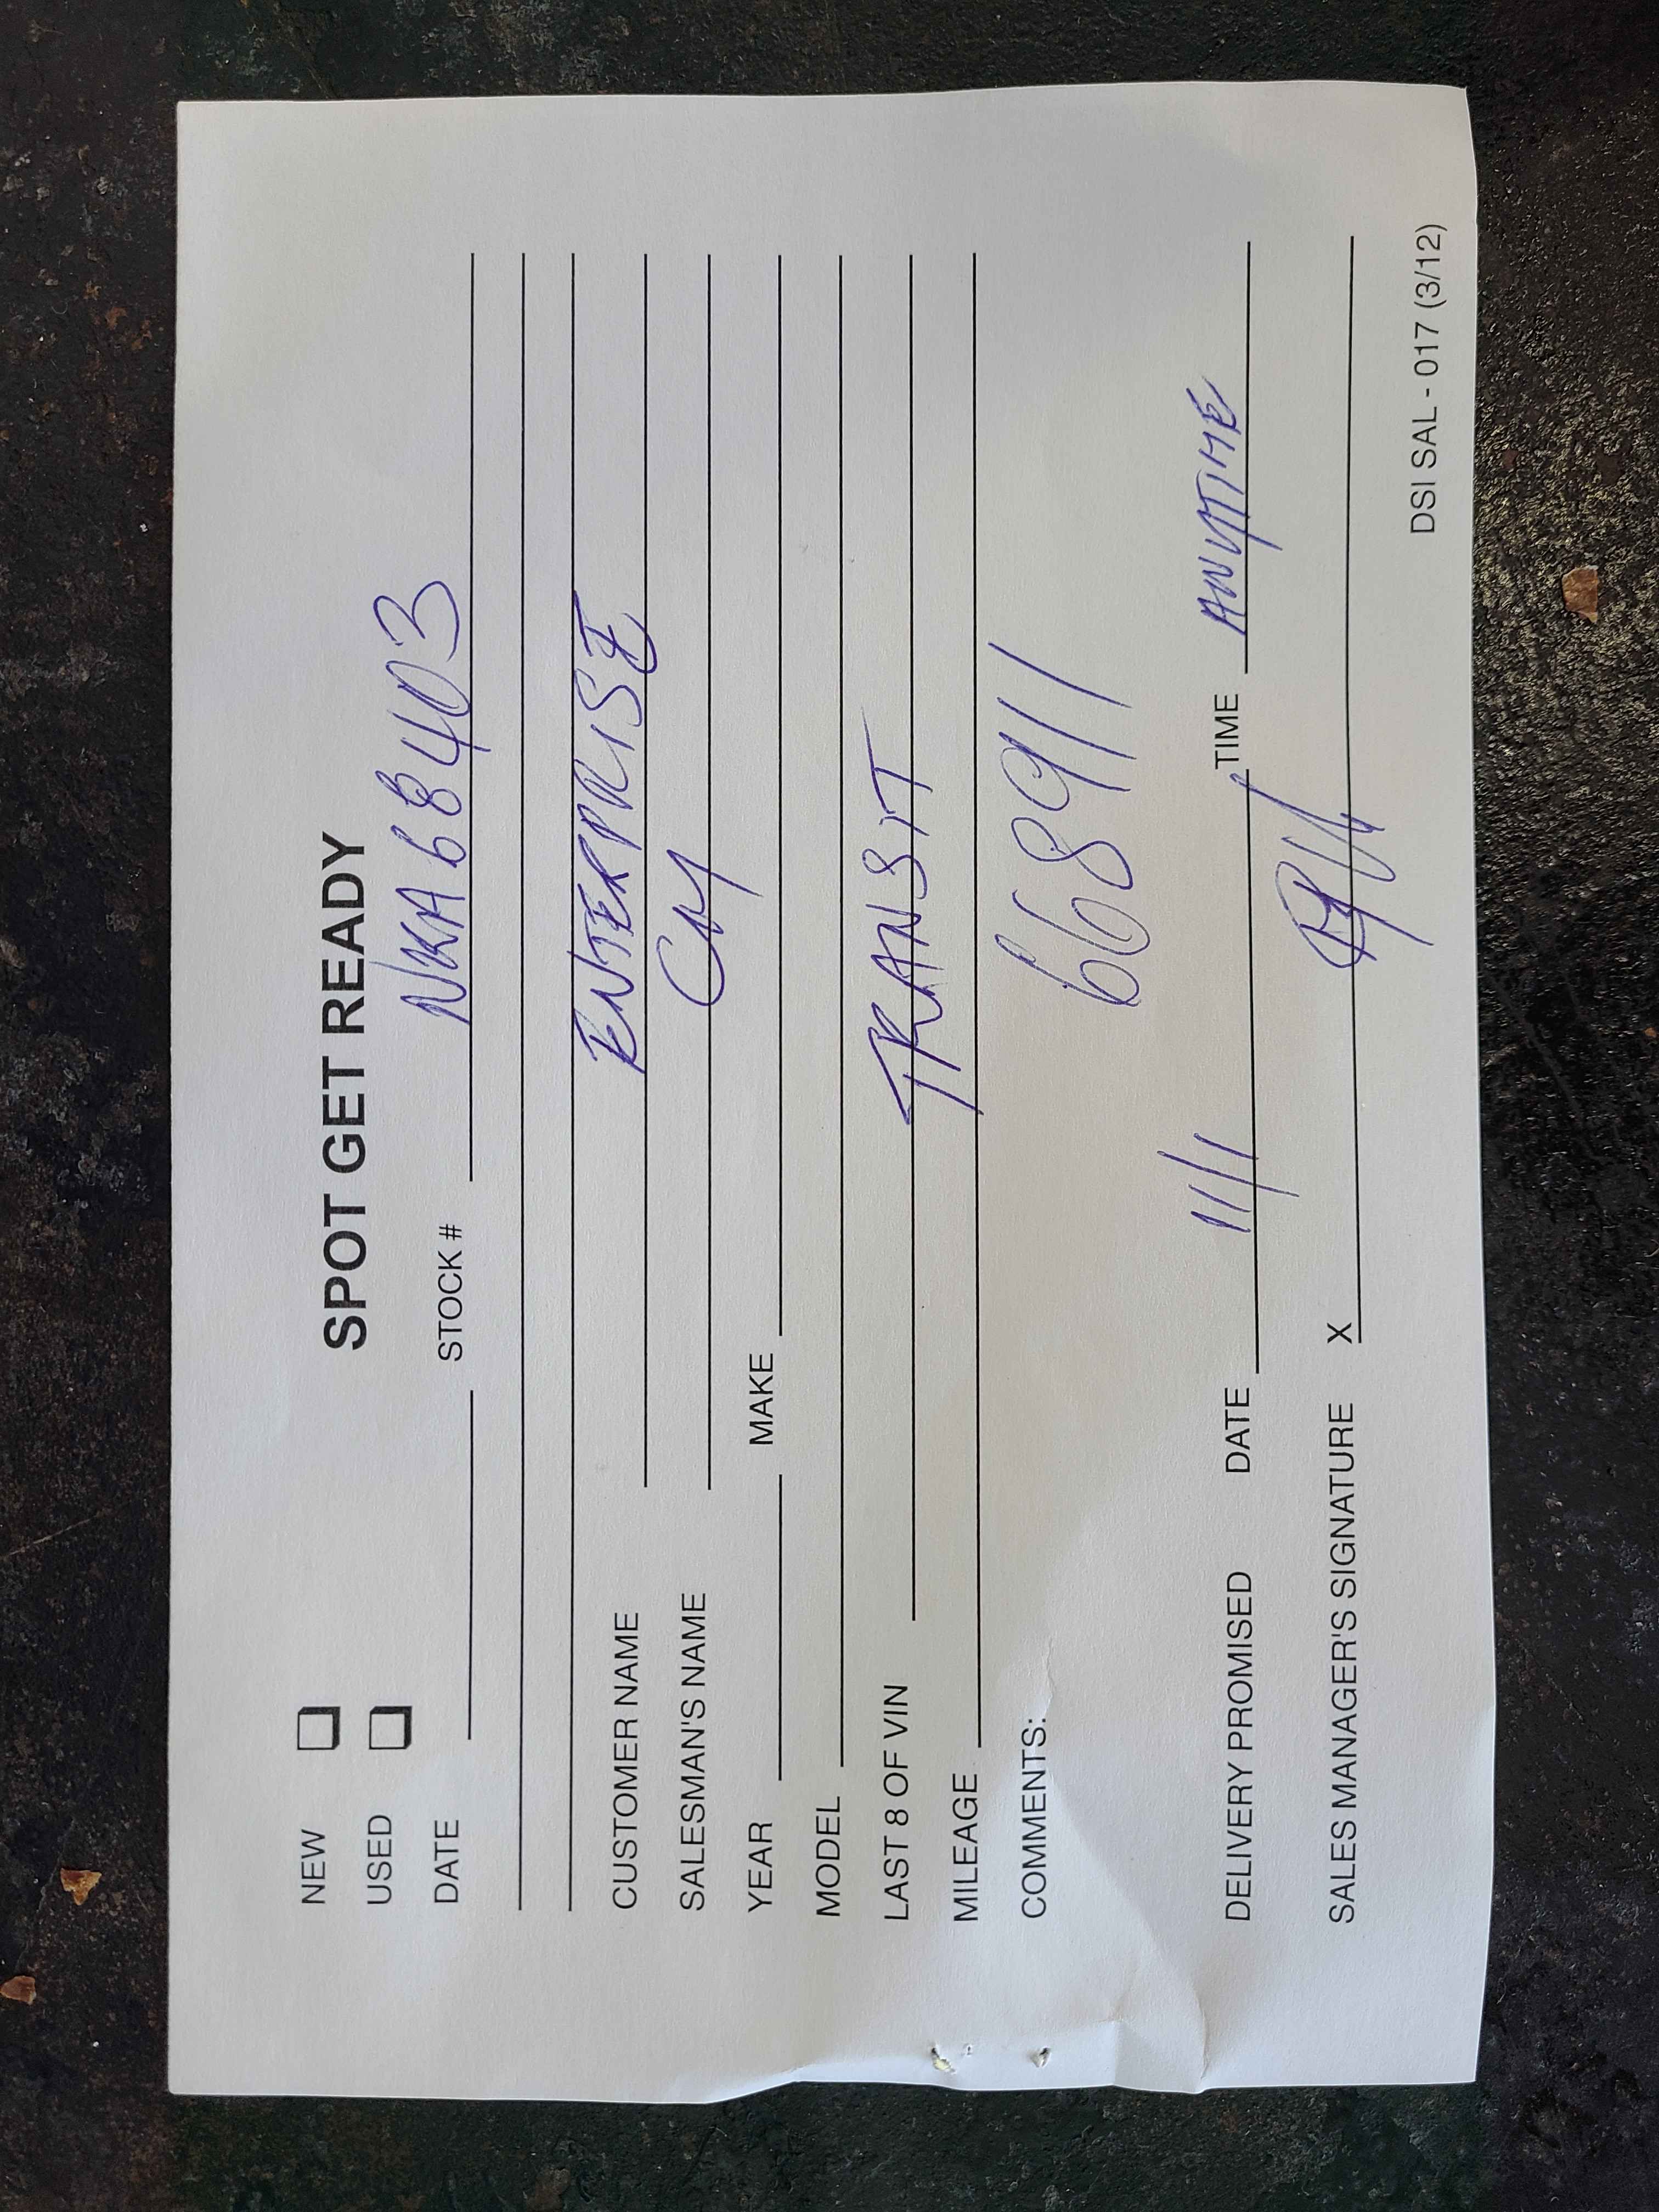 SPOT GET READY
NEW
USED
DATE STOCK # NKA68403
CUSTOMER NAME ENTERPRISE
SALESMAN'S NAME
YEAR MAKE
MODEL
LAST 8 OF VIN TRANSIT
MILEAGE
COMMENTS: 668911
DELIVERY PROMISED DATE 11/1 TIME ANYTIME
SALES MANAGER'S SIGNATURE X
DSI SAL - 017 (3/12)